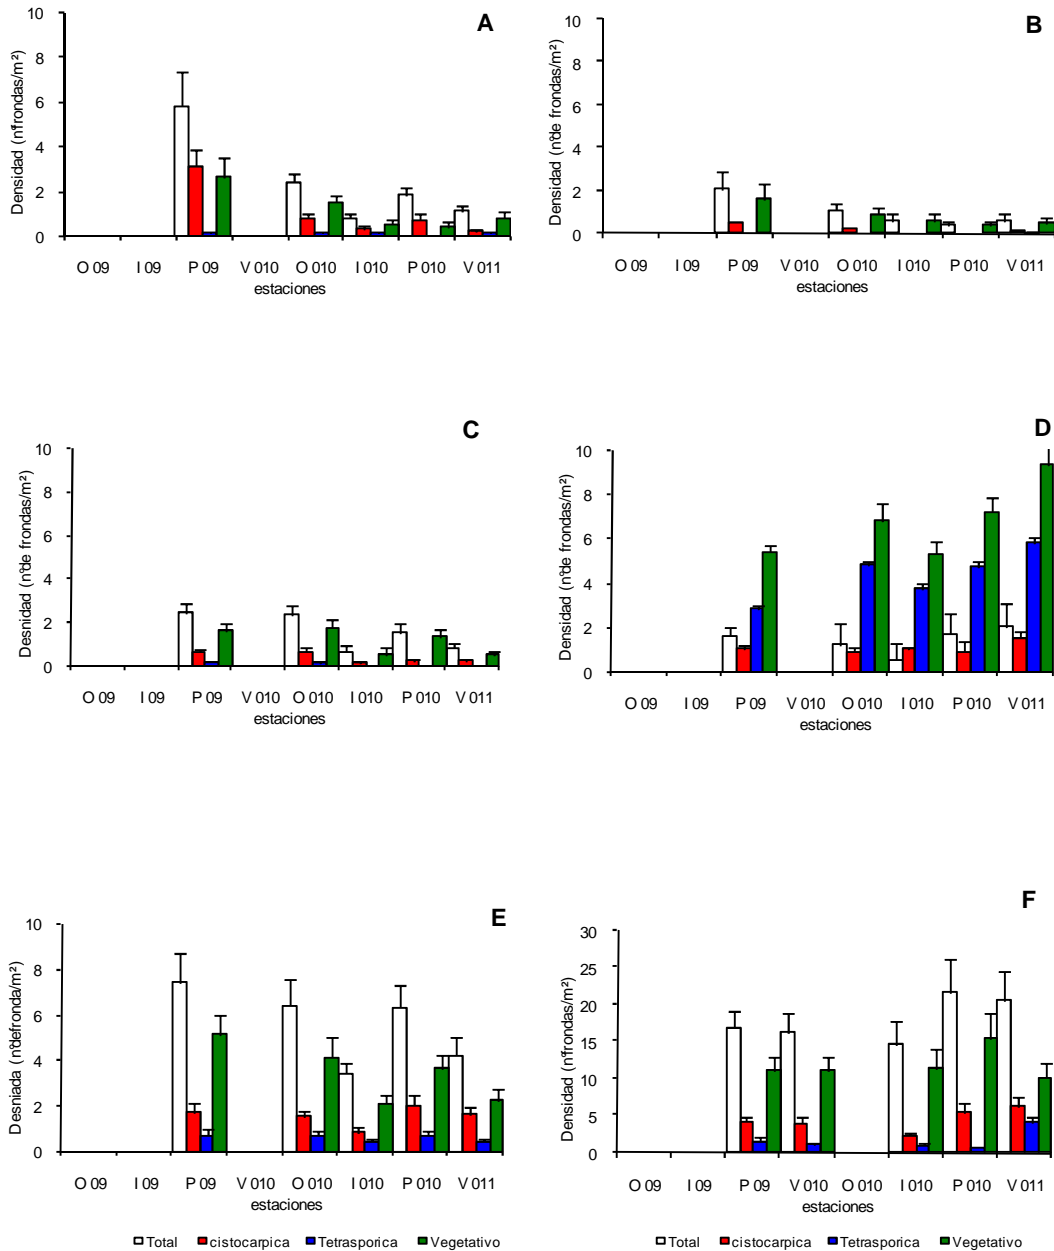 A
Densidad (nºfrondas/m²)
10
8
6
4
2
0
O 09 I 09 P 09 V 010 O 010 I 010 P 010 V 011
estaciones
B
Densidad (nºde frondas/m²)
10
8
6
4
2
0
O 09 I 09 P 09 V 010 O 010 I 010 P 010 V 011
estaciones
C
Desnidad (nºde frondas/m²)
10
8
6
4
2
0
O 09 I 09 P 09 V 010 O 010 I 010 P 010 V 011
estaciones
D
Densidad (nºde frondas/m²)
10
8
6
4
2
0
O 09 I 09 P 09 V 010 O 010 I 010 P 010 V 011
estaciones
E
Desniada (nºdefronda/m²)
10
8
6
4
2
0
O 09 I 09 P 09 V 010 O 010 I 010 P 010 V 011
estaciones
Total cistocarpica Tetrasporica Vegetativo
F
Densidad (nºfrondas/m²)
30
25
20
15
10
5
0
O 09 I 09 P 09 V 010 O 010 I 010 P 010 V 011
estaciones
Total cistocarpica Tetrasporica Vegetativo